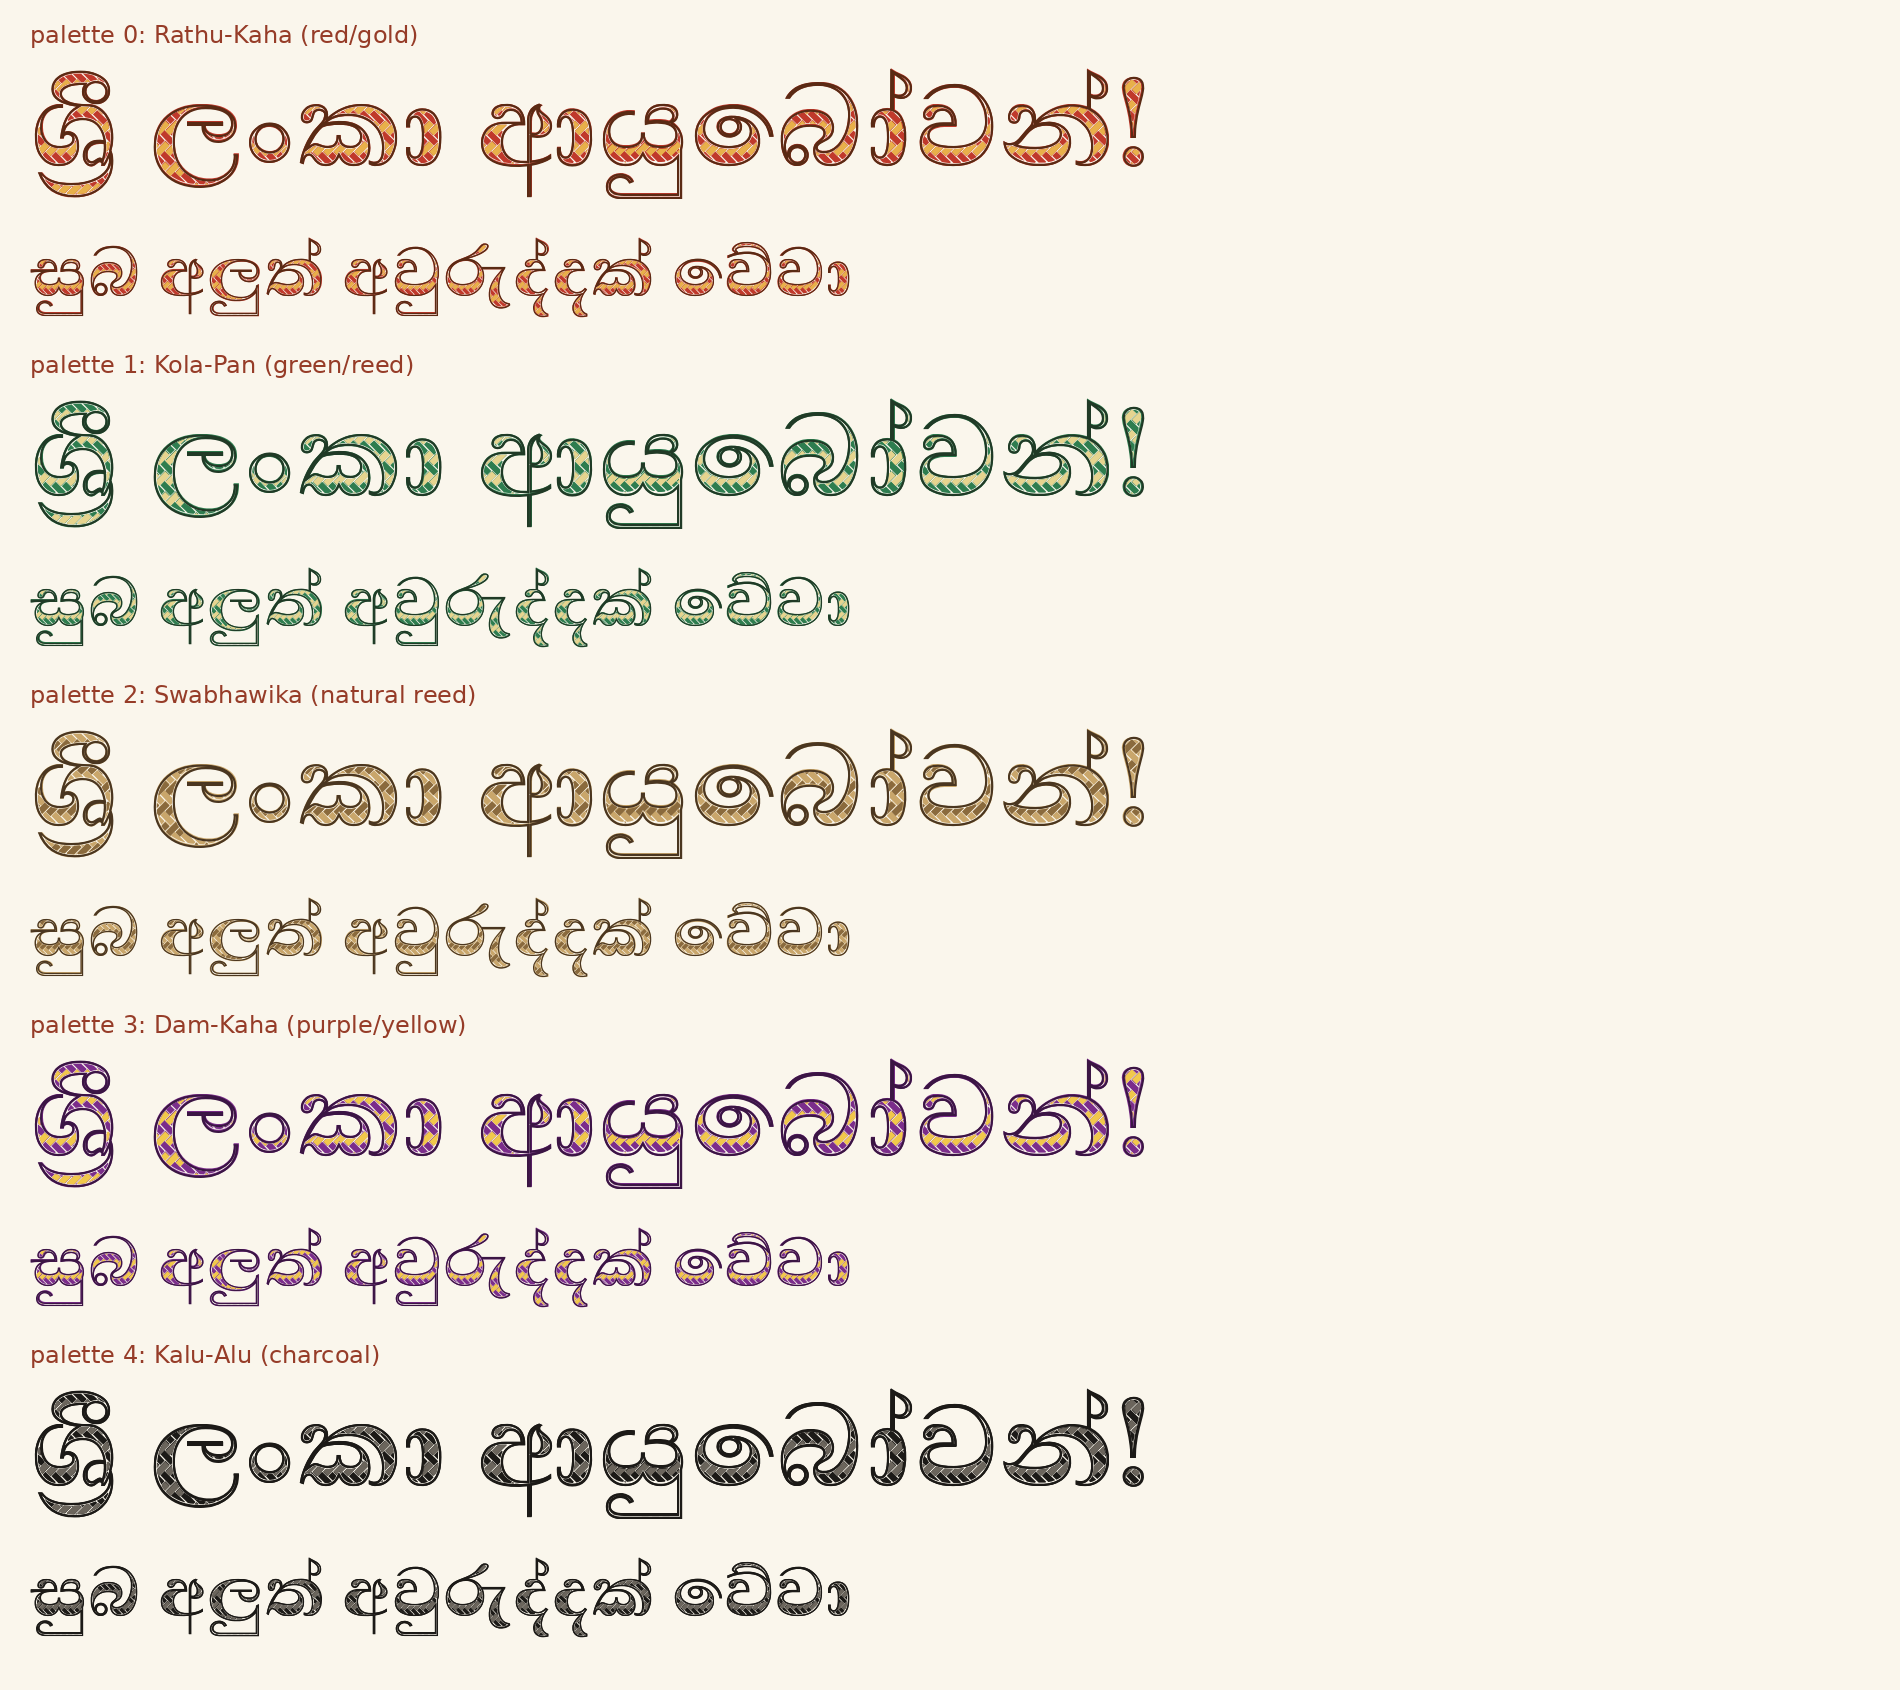 palette 0: Rathu-Kaha (red/gold)
ශ්‍රී ලංකා ආයුබෝවන්!
සුබ අලුත් අවුරුද්දක් වේවා
palette 1: Kola-Pan (green/reed)
ශ්‍රී ලංකා ආයුබෝවන්!
සුබ අලුත් අවුරුද්දක් වේවා
palette 2: Swabhawika (natural reed)
ශ්‍රී ලංකා ආයුබෝවන්!
සුබ අලුත් අවුරුද්දක් වේවා
palette 3: Dam-Kaha (purple/yellow)
ශ්‍රී ලංකා ආයුබෝවන්!
සුබ අලුත් අවුරුද්දක් වේවා
palette 4: Kalu-Alu (charcoal)
ශ්‍රී ලංකා ආයුබෝවන්!
සුබ අලුත් අවුරුද්දක් වේවා